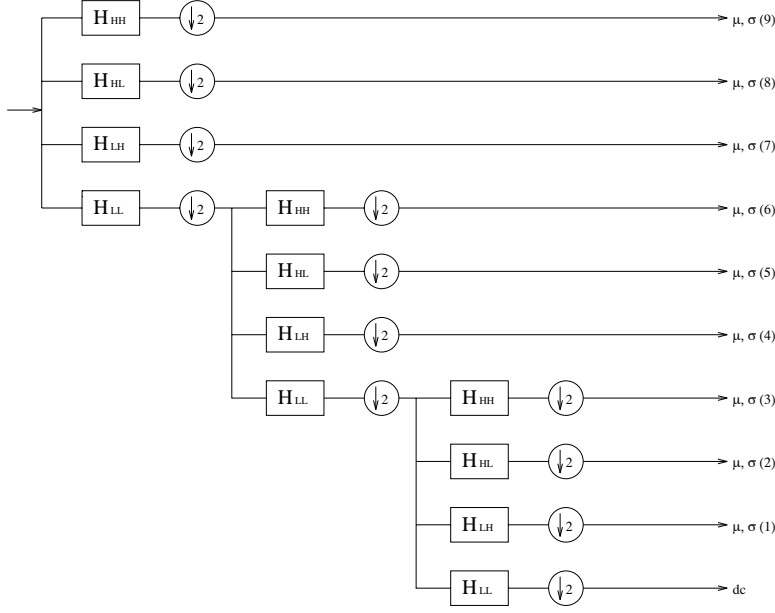 H HH ↓2 μ, σ (9)
H HL ↓2 μ, σ (8)
H LH ↓2 μ, σ (7)
H LL ↓2 H HH ↓2 μ, σ (6)
H HL ↓2 μ, σ (5)
H LH ↓2 μ, σ (4)
H LL ↓2 H HH ↓2 μ, σ (3)
H HL ↓2 μ, σ (2)
H LH ↓2 μ, σ (1)
H LL ↓2 dc